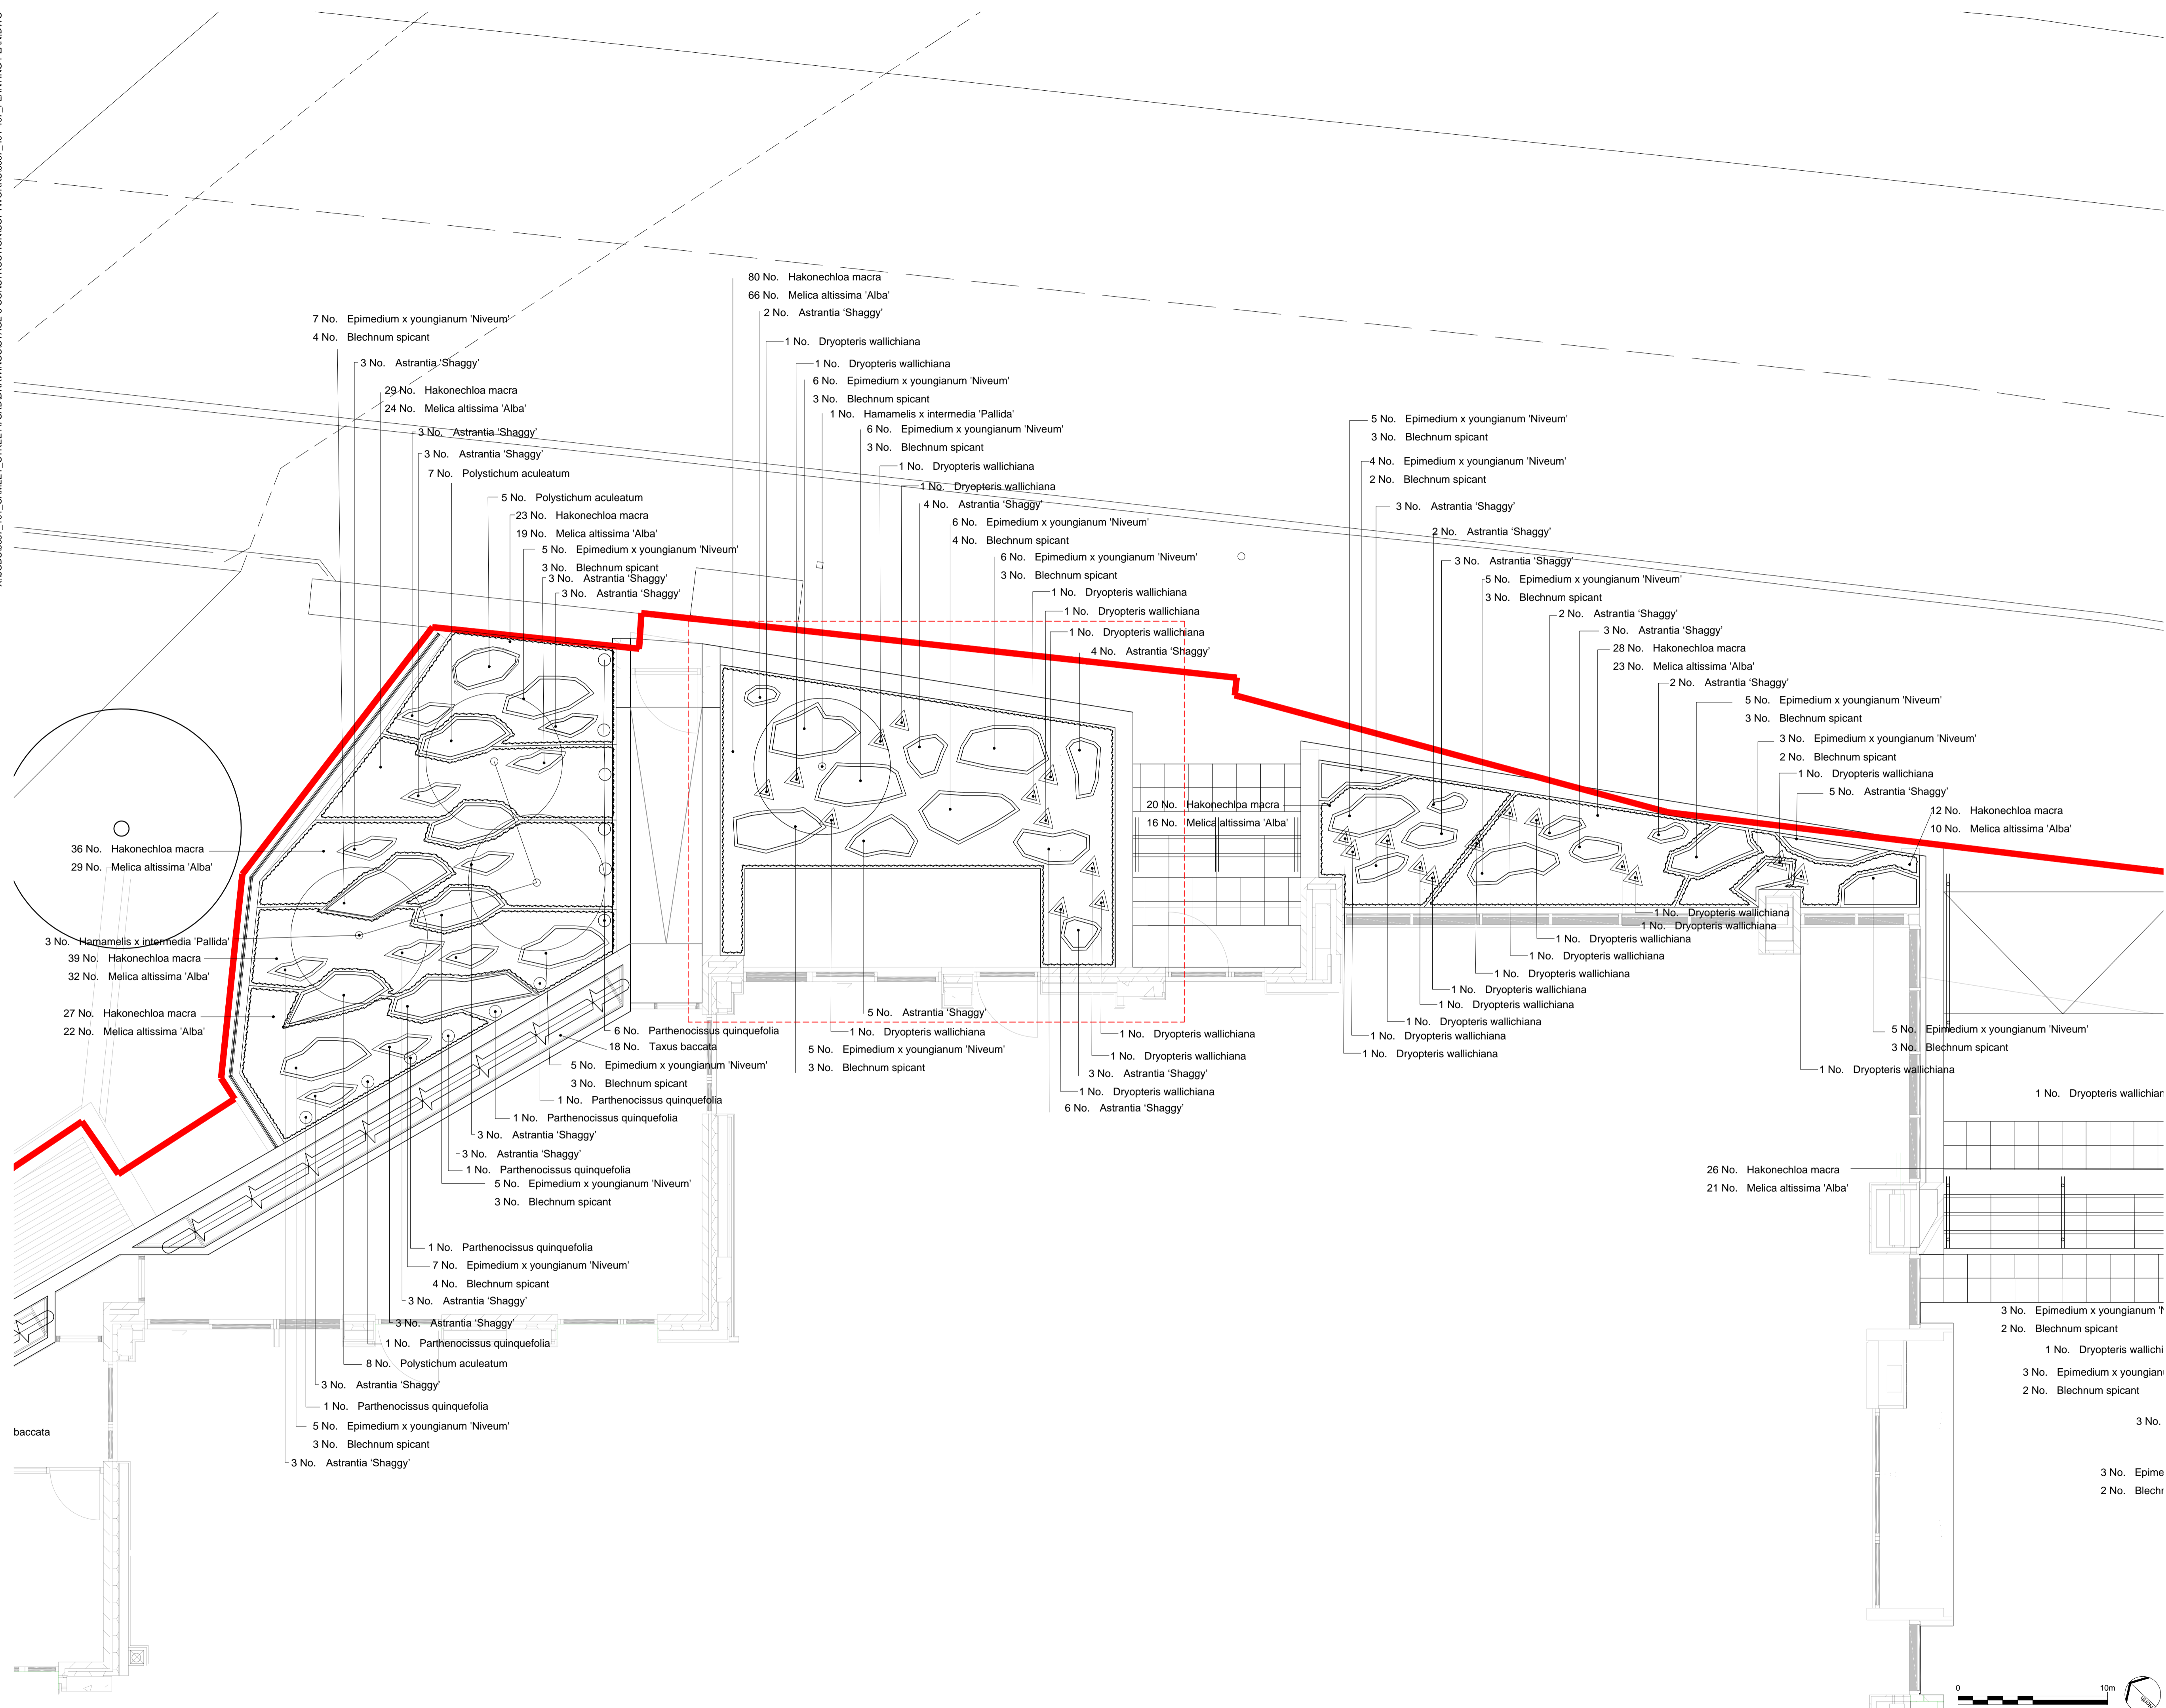 80 No. Hakonechloa macra
66 No. Melica altissima 'Alba'
2 No. Astrantia ‘Shaggy’
1 No. Dryopteris wallichiana
1 No. Dryopteris wallichiana
6 No. Epimedium x youngianum 'Niveum'
3 No. Blechnum spicant
1 No. Hamamelis x intermedia 'Pallida'
6 No. Epimedium x youngianum 'Niveum'
3 No. Blechnum spicant
1 No. Dryopteris wallichiana
1 No. Dryopteris wallichiana
4 No. Astrantia ‘Shaggy’
6 No. Epimedium x youngianum 'Niveum'
4 No. Blechnum spicant
6 No. Epimedium x youngianum 'Niveum'
3 No. Blechnum spicant
1 No. Dryopteris wallichiana
1 No. Dryopteris wallichiana
1 No. Dryopteris wallichiana
4 No. Astrantia ‘Shaggy’
7 No. Epimedium x youngianum 'Niveum'
4 No. Blechnum spicant
3 No. Astrantia ‘Shaggy’
29 No. Hakonechloa macra
24 No. Melica altissima 'Alba'
3 No. Astrantia ‘Shaggy’
3 No. Astrantia ‘Shaggy’
7 No. Polystichum aculeatum
5 No. Polystichum aculeatum
23 No. Hakonechloa macra
19 No. Melica altissima 'Alba'
5 No. Epimedium x youngianum 'Niveum'
3 No. Blechnum spicant
3 No. Astrantia ‘Shaggy’
3 No. Astrantia ‘Shaggy’
5 No. Epimedium x youngianum 'Niveum'
3 No. Blechnum spicant
4 No. Epimedium x youngianum 'Niveum'
2 No. Blechnum spicant
3 No. Astrantia ‘Shaggy’
2 No. Astrantia ‘Shaggy’
3 No. Astrantia ‘Shaggy’
5 No. Epimedium x youngianum 'Niveum'
3 No. Blechnum spicant
2 No. Astrantia ‘Shaggy’
3 No. Astrantia ‘Shaggy’
28 No. Hakonechloa macra
23 No. Melica altissima 'Alba'
2 No. Astrantia ‘Shaggy’
5 No. Epimedium x youngianum 'Niveum'
3 No. Blechnum spicant
3 No. Epimedium x youngianum 'Niveum'
2 No. Blechnum spicant
1 No. Dryopteris wallichiana
5 No. Astrantia ‘Shaggy’
12 No. Hakonechloa macra
10 No. Melica altissima 'Alba'
20 No. Hakonechloa macra
16 No. Melica altissima 'Alba'
36 No. Hakonechloa macra
29 No. Melica altissima 'Alba'
3 No. Hamamelis x intermedia 'Pallida'
39 No. Hakonechloa macra
32 No. Melica altissima 'Alba'
27 No. Hakonechloa macra
22 No. Melica altissima 'Alba'
6 No. Parthenocissus quinquefolia
18 No. Taxus baccata
5 No. Epimedium x youngianum 'Niveum'
3 No. Blechnum spicant
1 No. Parthenocissus quinquefolia
1 No. Parthenocissus quinquefolia
3 No. Astrantia ‘Shaggy’
3 No. Astrantia ‘Shaggy’
1 No. Parthenocissus quinquefolia
5 No. Epimedium x youngianum 'Niveum'
3 No. Blechnum spicant
1 No. Parthenocissus quinquefolia
7 No. Epimedium x youngianum 'Niveum'
4 No. Blechnum spicant
3 No. Astrantia ‘Shaggy’
3 No. Astrantia ‘Shaggy’
1 No. Parthenocissus quinquefolia
8 No. Polystichum aculeatum
3 No. Astrantia ‘Shaggy’
1 No. Parthenocissus quinquefolia
5 No. Epimedium x youngianum 'Niveum'
3 No. Blechnum spicant
3 No. Astrantia ‘Shaggy’
baccata
5 No. Astrantia ‘Shaggy’
1 No. Dryopteris wallichiana
5 No. Epimedium x youngianum 'Niveum'
3 No. Blechnum spicant
1 No. Dryopteris wallichiana
1 No. Dryopteris wallichiana
3 No. Astrantia ‘Shaggy’
1 No. Dryopteris wallichiana
6 No. Astrantia ‘Shaggy’
1 No. Dryopteris wallichiana
1 No. Dryopteris wallichiana
1 No. Dryopteris wallichiana
1 No. Dryopteris wallichiana
1 No. Dryopteris wallichiana
1 No. Dryopteris wallichiana
1 No. Dryopteris wallichiana
1 No. Dryopteris wallichiana
1 No. Dryopteris wallichiana
1 No. Dryopteris wallichiana
5 No. Epimedium x youngianum 'Niveum'
3 No. Blechnum spicant
1 No. Dryopteris wallichiana
1 No. Dryopteris wallichiar
26 No. Hakonechloa macra
21 No. Melica altissima 'Alba'
3 No. Epimedium x youngianum 'N
2 No. Blechnum spicant
1 No. Dryopteris wallichi
3 No. Epimedium x youngian
2 No. Blechnum spicant
3 No.
3 No. Epime
2 No. Blechn
0 10m